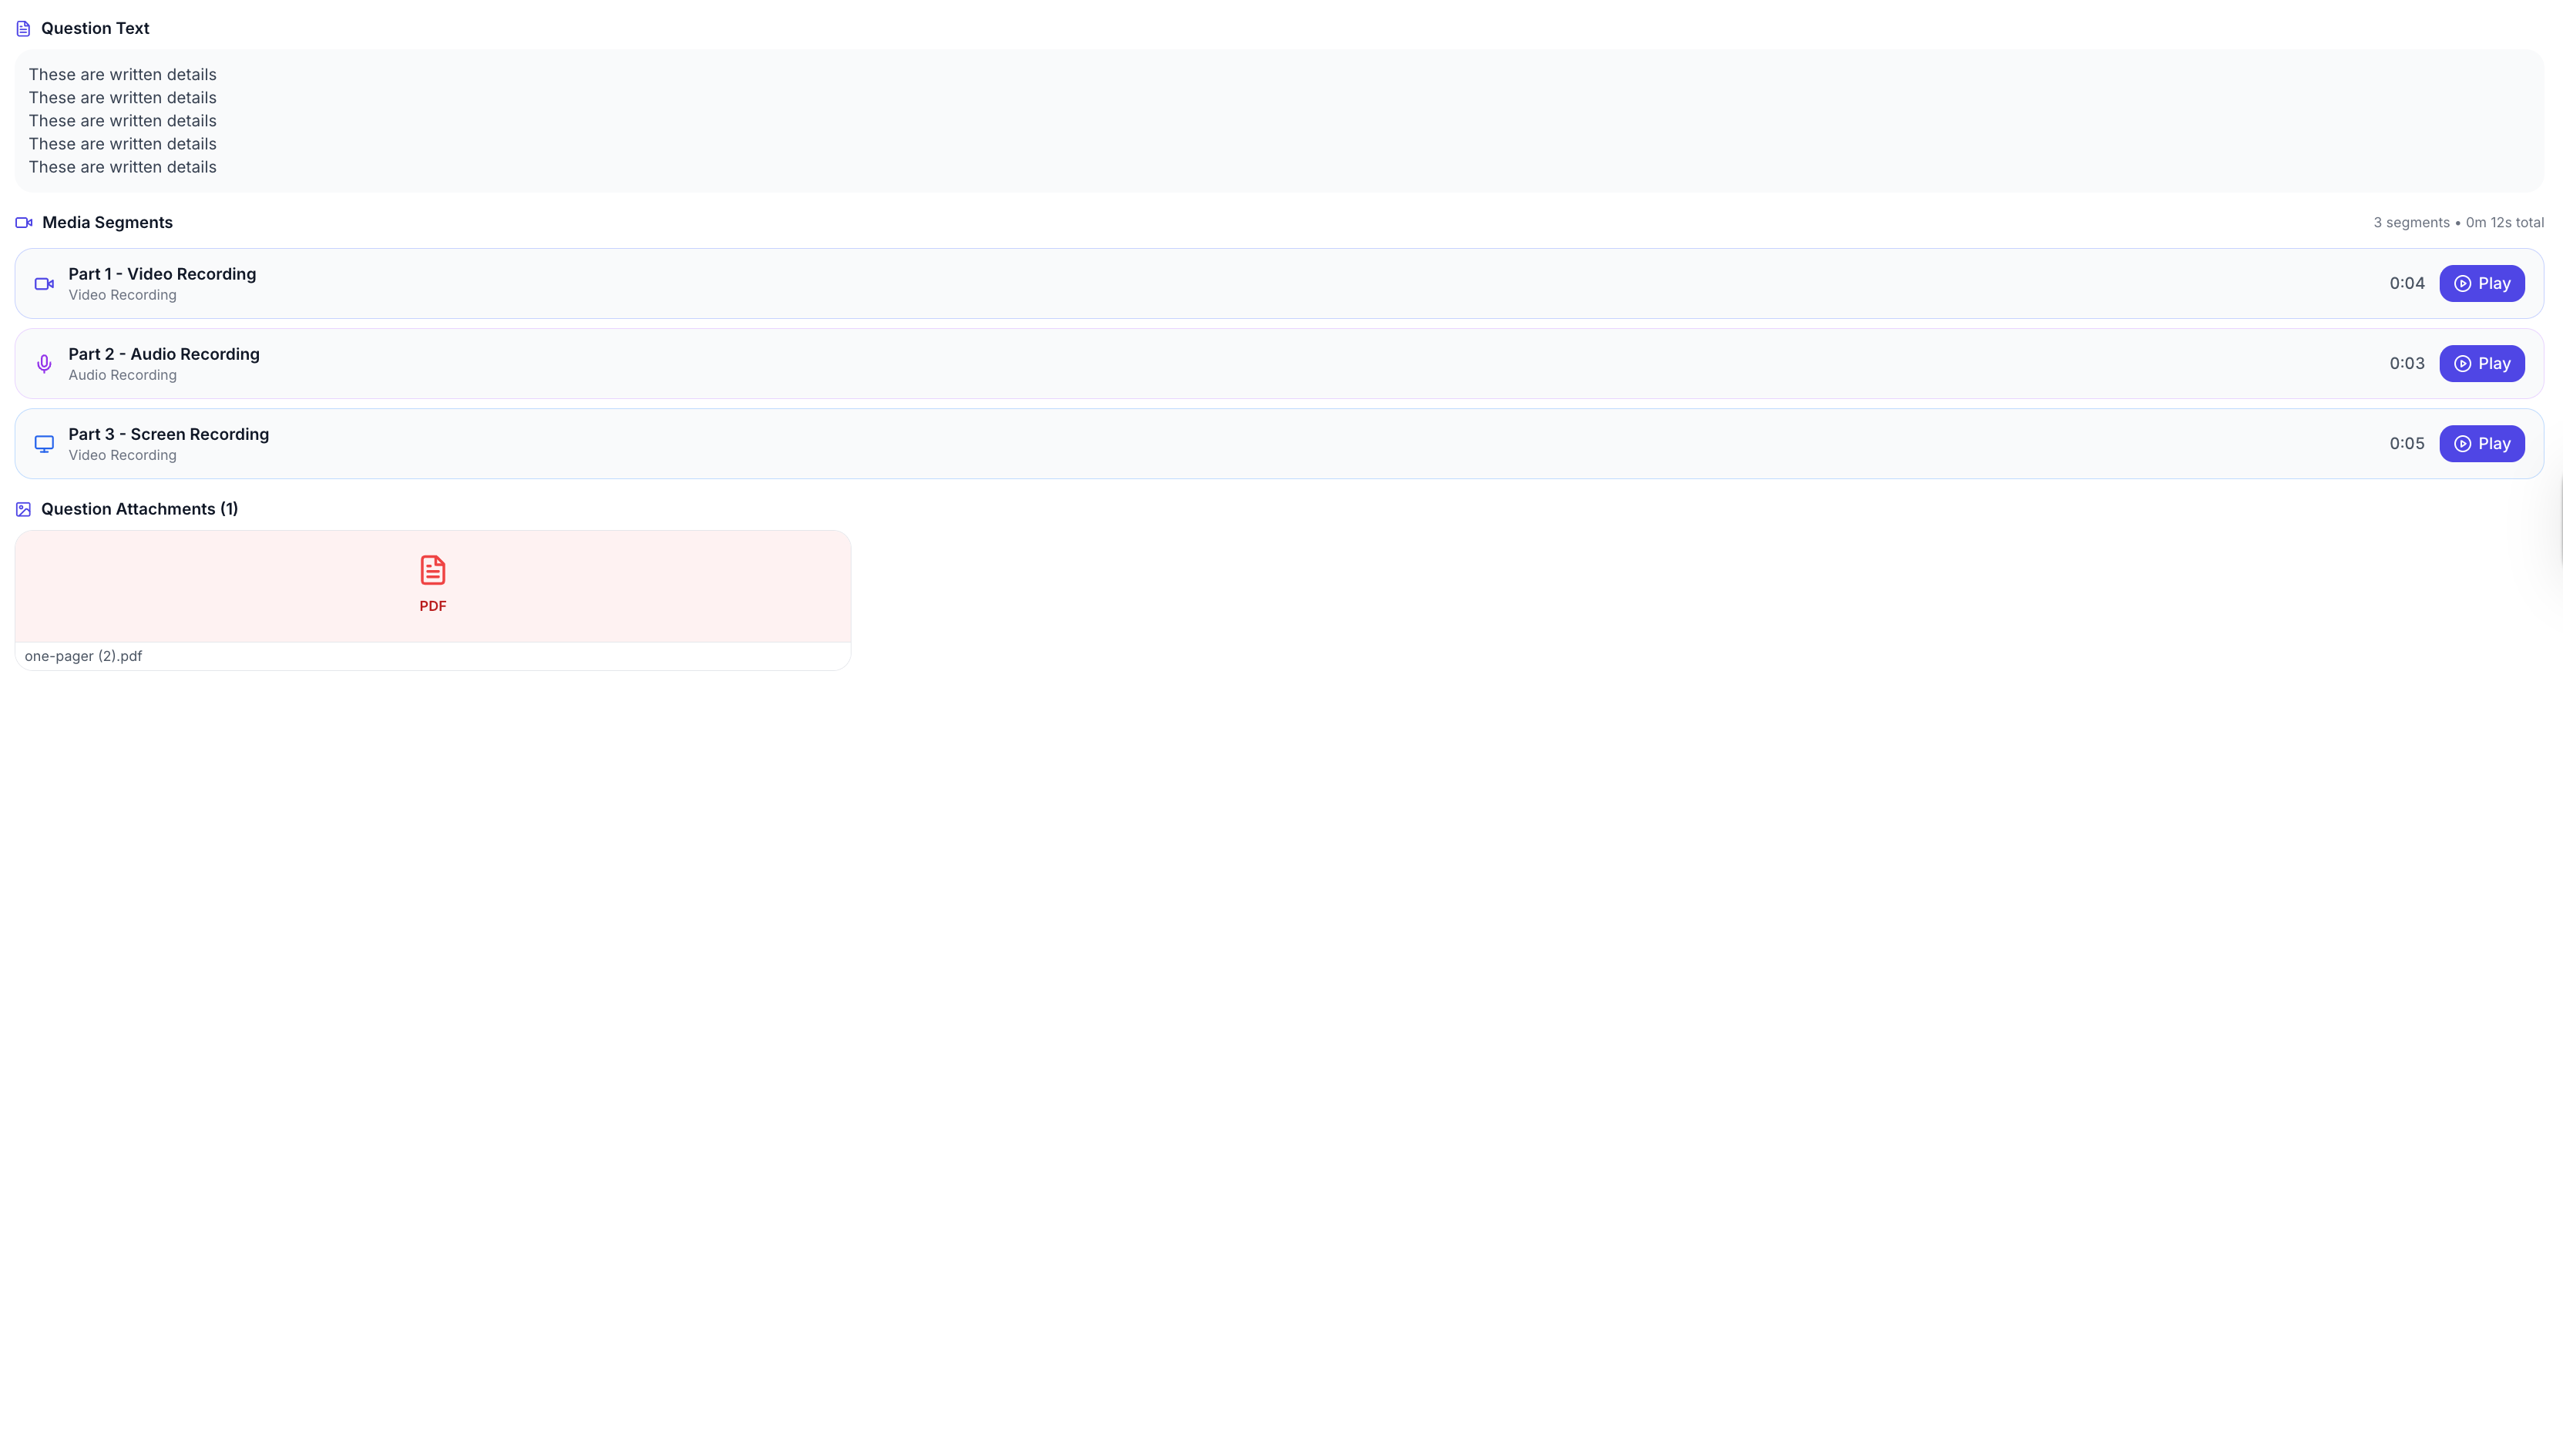 Question Text
These are written details
These are written details
These are written details
These are written details
These are written details
Media Segments
3 segments • 0m 12s total
Part 1 - Video Recording
Video Recording
0:04
Play
Part 2 - Audio Recording
Audio Recording
0:03
Play
Part 3 - Screen Recording
Video Recording
0:05
Play
Question Attachments (1)
PDF
one-pager (2).pdf